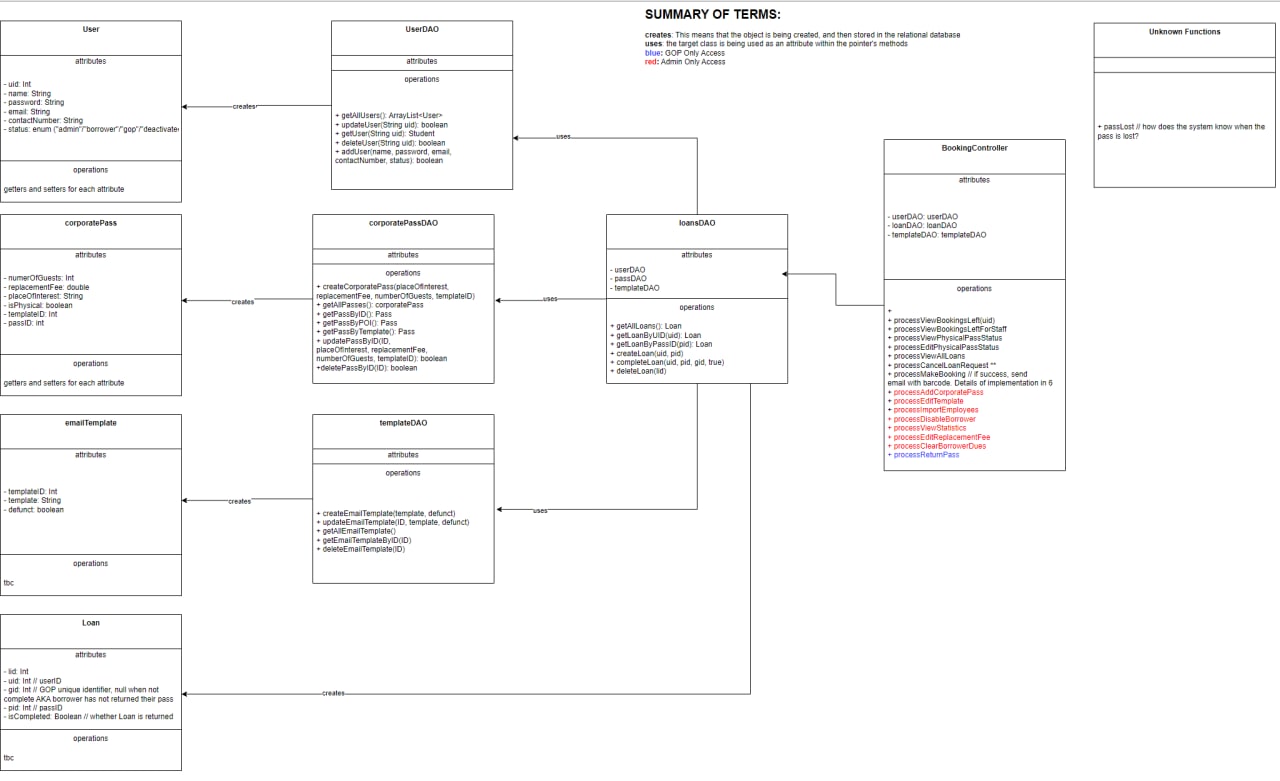 SUMMARY OF TERMS:
creates: This means that the object is being created, and then stored in the relational database
uses: the target class is being used as an attribute within the pointer's methods
blue: GOP Only Access
red: Admin Only Access
User
attributes
- uid: Int
- name: String
- password: String
- email: String
- contactNumber: String
- status: enum ("admin"/"borrower"/"gop"/"deactivate
operations
getters and setters for each attribute
creates
UserDAO
attributes
operations
+ getAllUsers(): ArrayList<User>
+ updateUser(String uid): boolean
+ getUser(String uid): Student
+ deleteUser(String uid): boolean
+ addUser(name, password, email,
contactNumber, status): boolean
uses
Unknown Functions
+ passLost // how does the system know when the
pass is lost?
corporatePass
attributes
- numerOfGuests: Int
- replacementFee: double
- placeOfInterest: String
- isPhysical: boolean
- templateID: Int
- passID: int
operations
getters and setters for each attribute
creates
corporatePassDAO
attributes
operations
+ createCorporatePass(placeOfInterest,
replacementFee, numberOfGuests, templateID)
+ getAllPasses(): corporatePass
+ getPassByID(): Pass
+ getPassByPOI(): Pass
+ getPassByTemplate(): Pass
+ updatePassByID(ID,
placeOfInterest, replacementFee,
numberOfGuests, templateID): boolean
+deletePassByID(ID): boolean
uses
loansDAO
attributes
- userDAO
- passDAO
- templateDAO
operations
+ getAllLoans(): Loan
+ getLoanByUID(uid): Loan
+ getLoanByPassID(pid): Loan
+ createLoan(uid, pid)
+ completeLoan(uid, pid, gid, true)
+ deleteLoan(lid)
BookingController
attributes
- userDAO: userDAO
- loanDAO: loanDAO
- templateDAO: templateDAO
operations
+
+ processViewBookingsLeft(uid)
+ processViewBookingsLeftForStaff
+ processViewPhysicalPassStatus
+ processEditPhysicalPassStatus
+ processViewAllLoans
+ processCancelLoanRequest **
+ processMakeBooking // if success, send
email with barcode. Details of implementation in 6
+ processAddCorporatePass
+ processEditTemplate
+ processImportEmployees
+ processDisableBorrower
+ processViewStatistics
+ processEditReplacementFee
+ processClearBorrowerDues
+ processReturnPass
emailTemplate
attributes
- templateID: Int
- template: String
- defunct: boolean
operations
tbc
creates
templateDAO
attributes
operations
+ createEmailTemplate(template, defunct)
+ updateEmailTemplate(ID, template, defunct)
+ getAllEmailTemplate()
+ getEmailTemplateByID(ID)
+ deleteEmailTemplate(ID)
uses
Loan
attributes
- lid: Int
- uid: Int // userID
- gid: Int // GOP unique identifier, null when not
complete AKA borrower has not returned their pass
- pid: Int // passID
- isCompleted: Boolean // whether Loan is returned
operations
tbc
creates